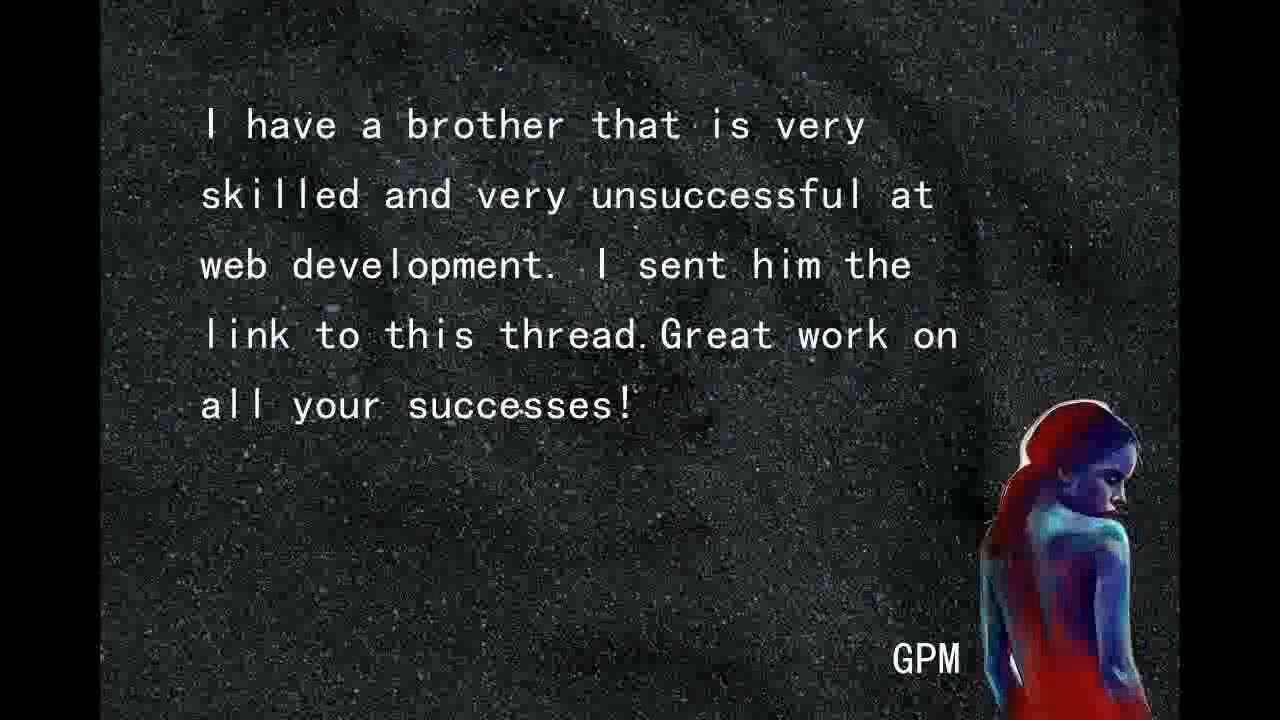 I have a brother that is very
skilled and very unsuccessful at
web development. I sent him the
link to this thread.Great work on
all your successes!
GPM